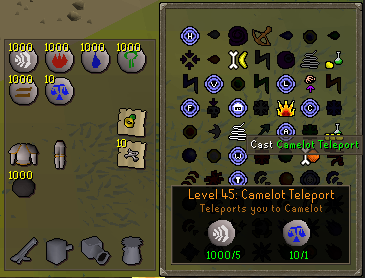 1000 1000 1000 1000
1000 10
10
1000
H
V L
F C m
A
W
T
Cast Camelot Teleport
Level 45: Camelot Teleport
Teleports you to Camelot
1000/5 10/1